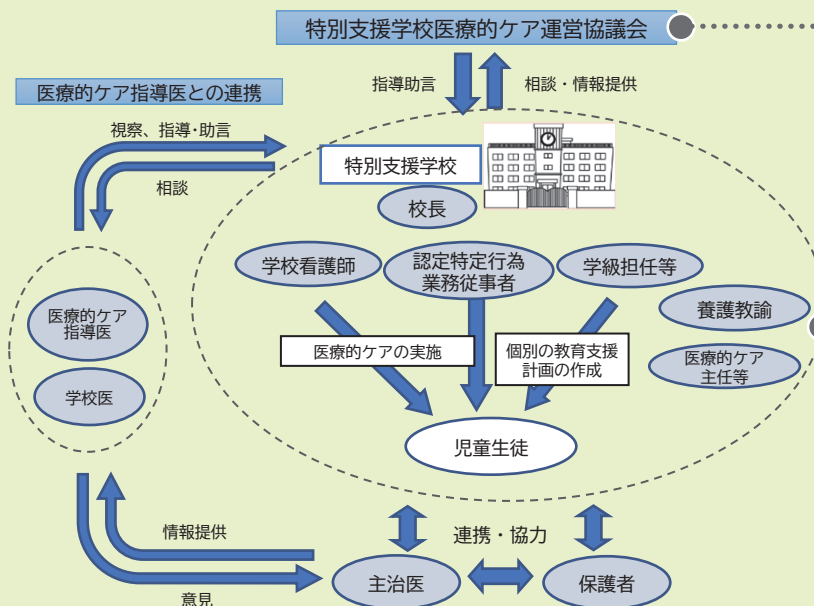 特別支援学校医療的ケア運営協議会
指導助言
相談・情報提供
医療的ケア指導医との連携
視察、指導・助言
相談
特別支援学校
校長
学校看護師
認定特定行為
業務従事者
学級担任等
養護教諭
医療的ケア
主任等
医療的ケア
指導医
学校医
医療的ケアの実施
個別の教育支援
計画の作成
児童生徒
情報提供
意見
連携・協力
主治医
保護者